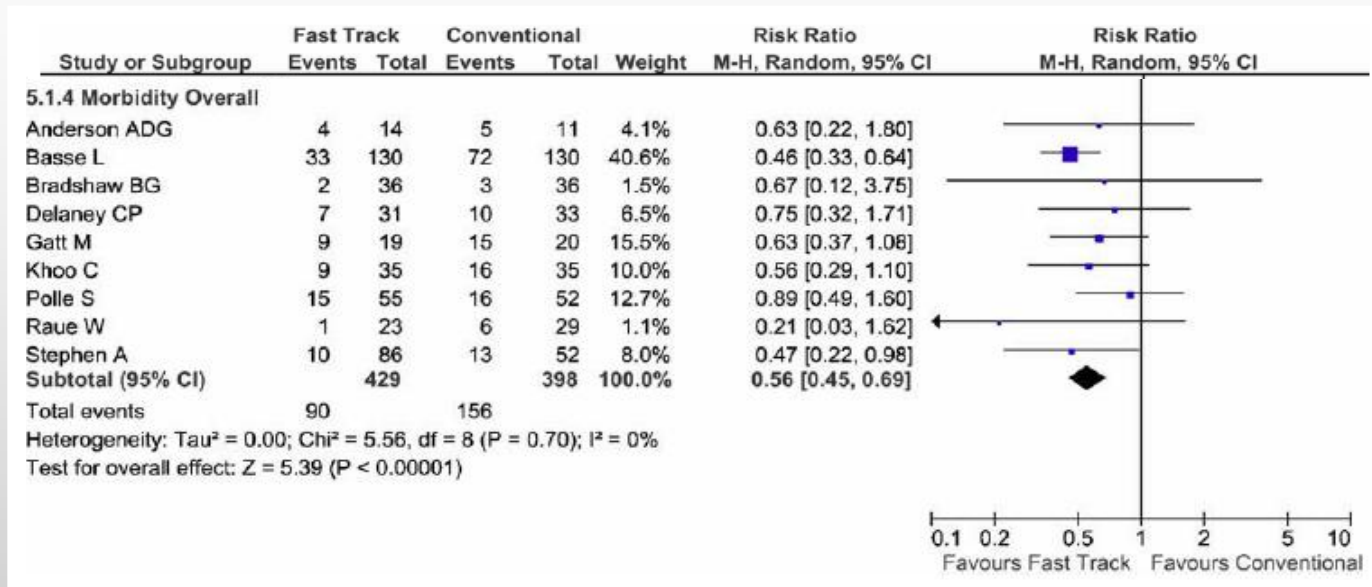 Fast Track Conventional Risk Ratio Risk Ratio
Study or Subgroup Events Total Events Total Weight M-H, Random, 95% CI M-H, Random, 95% CI
5.1.4 Morbidity Overall
Anderson ADG 4 14 5 11 4.1% 0.63 [0.22, 1.80]
Basse L 33 130 72 130 40.6% 0.46 [0.33, 0.64]
Bradshaw BG 2 36 3 36 1.5% 0.67 [0.12, 3.75]
Delaney CP 7 31 10 33 6.5% 0.75 [0.32, 1.71]
Gatt M 9 19 15 20 15.5% 0.63 [0.37, 1.08]
Khoo C 9 35 16 35 10.0% 0.56 [0.29, 1.10]
Polle S 15 55 16 52 12.7% 0.89 [0.49, 1.60]
Raue W 1 23 6 29 1.1% 0.21 [0.03, 1.62]
Stephen A 10 86 13 52 8.0% 0.47 [0.22, 0.98]
Subtotal (95% CI) 429 398 100.0% 0.56 [0.45, 0.69]
Total events 90 156
Heterogeneity: Tau² = 0.00; Chi² = 5.56, df = 8 (P = 0.70); I² = 0%
Test for overall effect: Z = 5.39 (P < 0.00001)
0.1 0.2 0.5 1 2 5 10
Favours Fast Track Favours Conventional